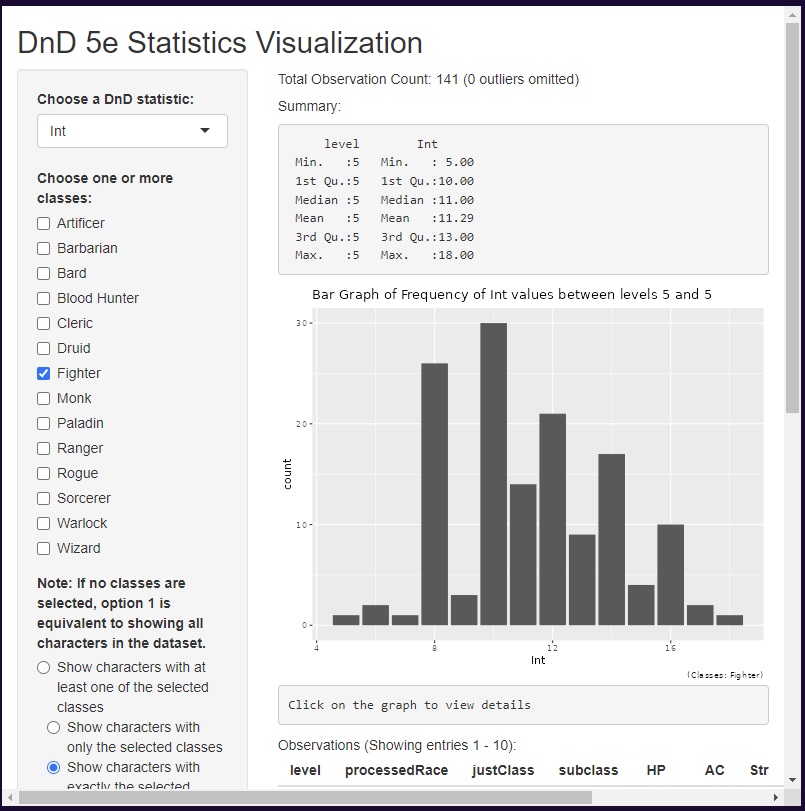 DnD 5e Statistics Visualization
Choose a DnD statistic:
Int
Choose one or more
classes:
Artificer
Barbarian
Bard
Blood Hunter
Cleric
Druid
Fighter
Monk
Paladin
Ranger
Rogue
Sorcerer
Warlock
Wizard
Note: If no classes are
selected, option 1 is
equivalent to showing all
characters in the dataset.
Show characters with at
least one of the selected
classes
Show characters with
only the selected classes
Show characters with
exactly the selected
Total Observation Count: 141 (0 outliers omitted)
Summary:
level Int
Min. :5 Min. : 5.00
1st Qu.:5 1st Qu.:10.00
Median :5 Median :11.00
Mean :5 Mean :11.29
3rd Qu.:5 3rd Qu.:13.00
Max. :5 Max. :18.00
Bar Graph of Frequency of Int values between levels 5 and 5
30
20
10
0
count
4 8 12 16
Int
(Classes: Fighter)
Click on the graph to view details
Observations (Showing entries 1 - 10):
level processedRace justClass subclass HP AC Str